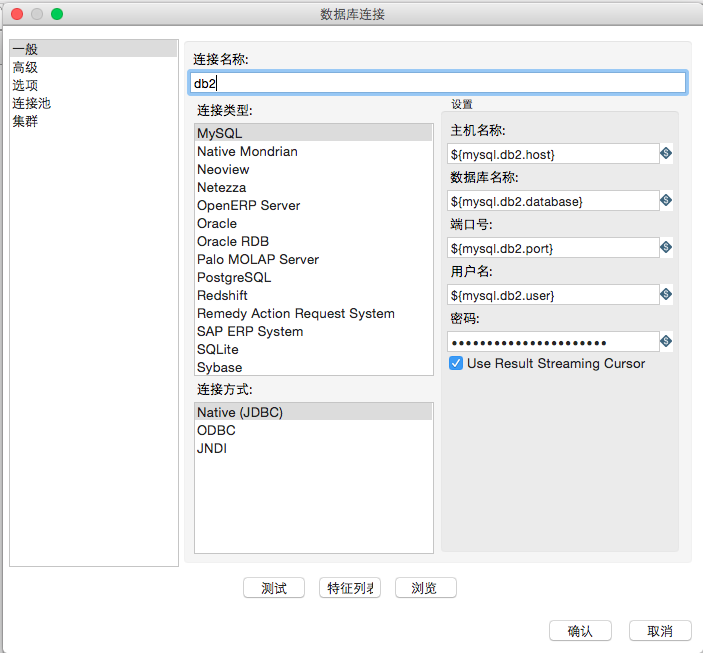 数据库连接
一般
高级
选项
连接池
集群
连接名称:
db2
连接类型:
MySQL
Native Mondrian
Neoview
Netezza
OpenERP Server
Oracle
Oracle RDB
Palo MOLAP Server
PostgreSQL
Redshift
Remedy Action Request System
SAP ERP System
SQLite
Sybase
连接方式:
Native (JDBC)
ODBC
JNDI
设置
主机名称:
${mysql.db2.host}
数据库名称:
${mysql.db2.database}
端口号:
${mysql.db2.port}
用户名:
${mysql.db2.user}
密码:
●●●●●●●●●●●●●●●●●●●●●●
Use Result Streaming Cursor
测试
特征列表
浏览
确认
取消